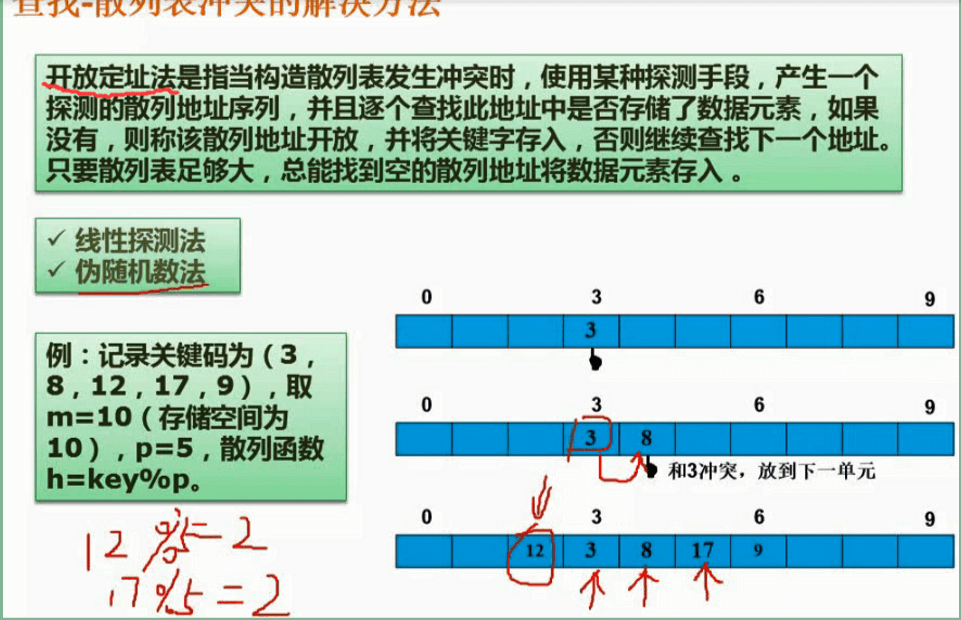 查找-散列表冲突的解决方法
开放定址法是指当构造散列表发生冲突时，使用某种探测手段，产生一个
探测的散列地址序列，并且逐个查找此地址中是否存储了数据元素，如果
没有，则称该散列地址开放，并将关键字存入，否则继续查找下一个地址。
只要散列表足够大，总能找到空的散列地址将数据元素存入 。
✓ 线性探测法
✓ 伪随机数法
例：记录关键码为（3，
8，12，17，9），取
m=10（存储空间为
10），p=5，散列函数
h=key%p。
0 3 6 9
3
0 3 6 9
3 8
和3冲突，放到下一单元
0 3 6 9
12 3 8 17 9
12 %5=2
17%5=2